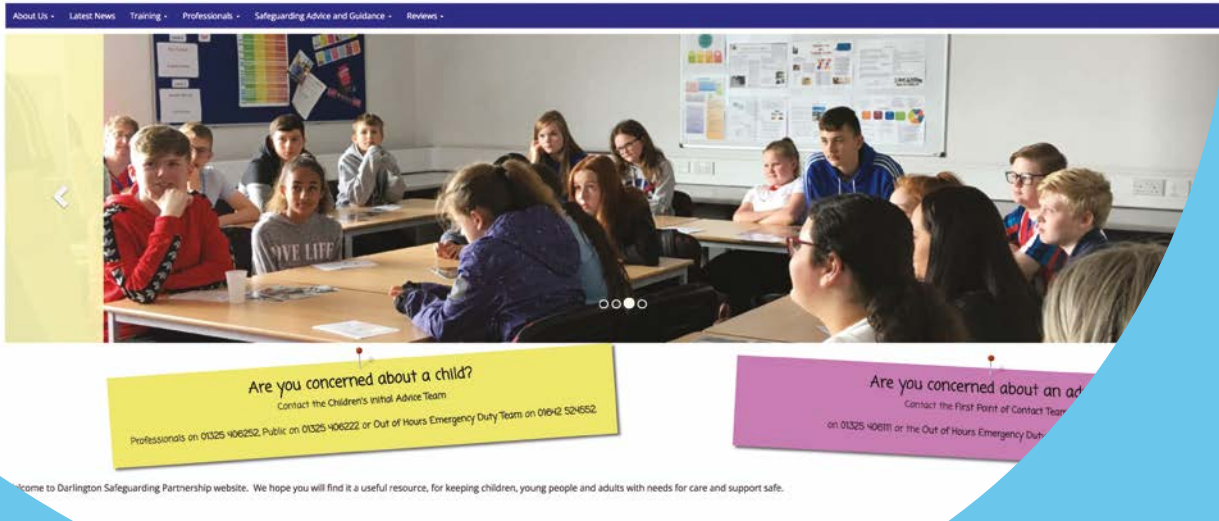 About Us Latest News Training Professionals Safeguarding Advice and Guidance Reviews
LOVE LIFE
Are you concerned about a child?
Contact the Children's Initial Advice Team
Professionals on 01325 406252, Public on 01325 406222 or Out of Hours Emergency Duty Team on 01642 524552
Are you concerned about an ad
Contact the First Point of Contact Team
on 01325 406111 or the Out of Hours Emergency Duty
elcome to Darlington Safeguarding Partnership website. We hope you will find it a useful resource, for keeping children, young people and adults with needs for care and support safe.